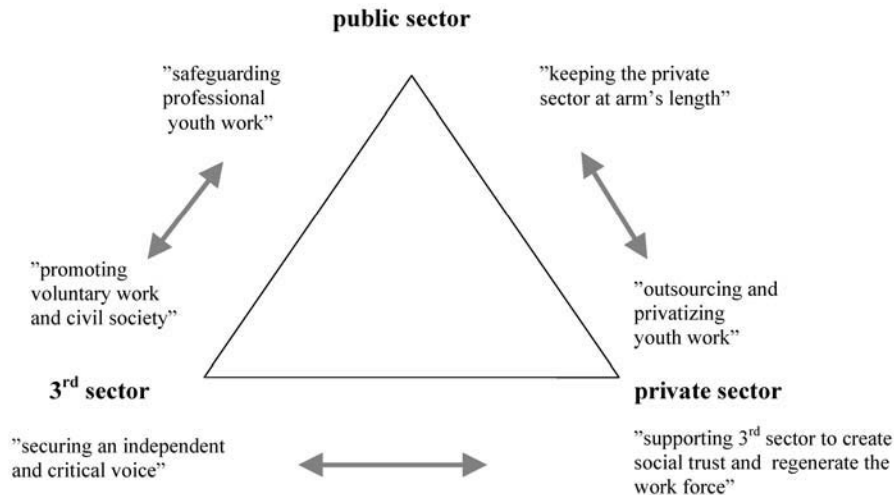 public sector
”safeguarding
professional
youth work”
”keeping the private
sector at arm’s length”
”promoting
voluntary work
and civil society”
”outsourcing and
privatizing
youth work”
3rd sector
private sector
”securing an independent
and critical voice”
”supporting 3rd sector to create
social trust and regenerate the
work force”